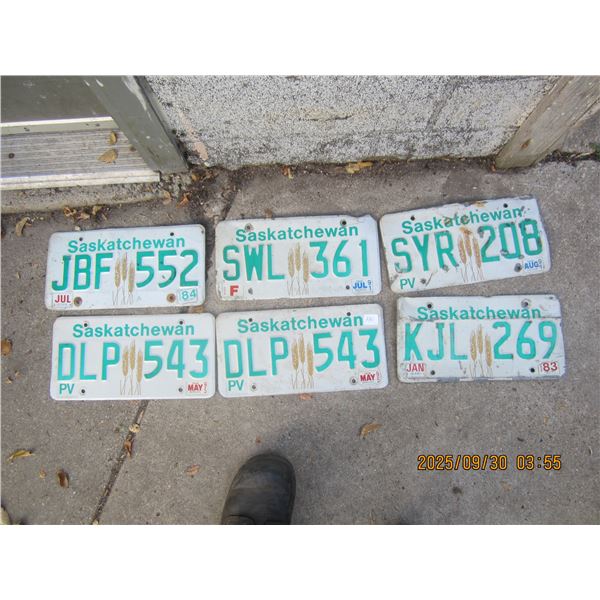 Saskatchewan
JBF 552
JUL 84
Saskatchewan
SWL 361
F JUL
Saskatchewan
SYR 208
PV AUG
Saskatchewan
DLP 543
PV MAY
Saskatchewan
DLP 543
PV MAY
Saskatchewan
KJL 269
JAN 83
2025/09/30 03:55